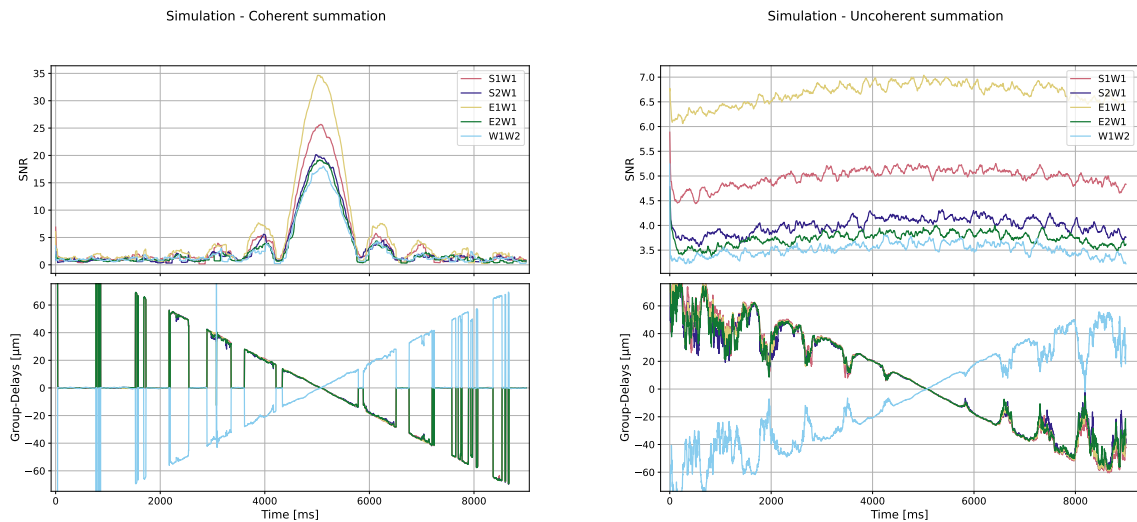 Simulation - Coherent summation
35
30
25
20
15
10
5
0
SNR
S1W1
S2W1
E1W1
E2W1
W1W2
60
40
20
0
−20
−40
−60
Group-Delays [μm]
0 2000 4000 6000 8000
Time [ms]
Simulation - Uncoherent summation
7.0
6.5
6.0
5.5
5.0
4.5
4.0
3.5
SNR
S1W1
S2W1
E1W1
E2W1
W1W2
60
40
20
0
−20
−40
−60
Group-Delays [μm]
0 2000 4000 6000 8000
Time [ms]